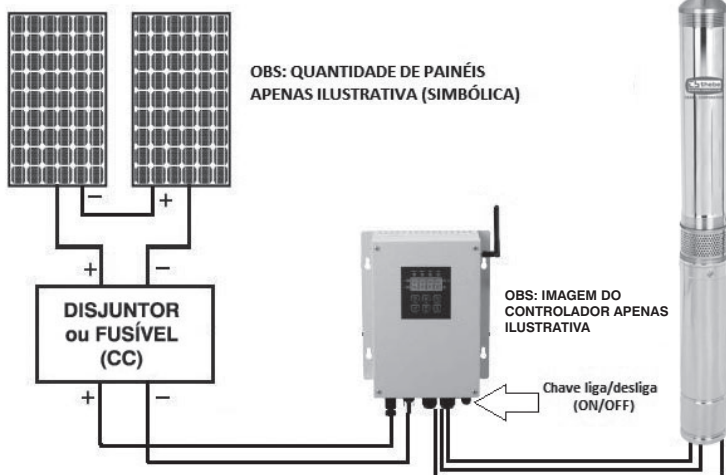 OBS: QUANTIDADE DE PAINÉIS
APENAS ILUSTRATIVA (SIMBÓLICA)
thebe
− +
+ −
DISJUNTOR
ou FUSÍVEL
(CC)
OBS: IMAGEM DO
CONTROLADOR APENAS
ILUSTRATIVA
+ −
Chave liga/desliga
(ON/OFF)